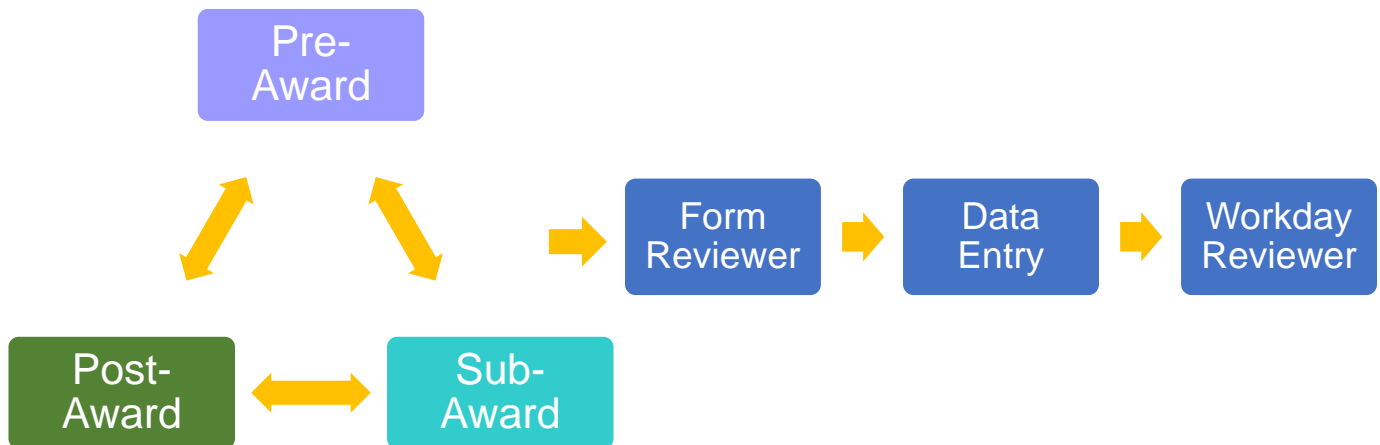 Pre-
Award
Form
Reviewer
Data
Entry
Workday
Reviewer
Post-
Award
Sub-
Award